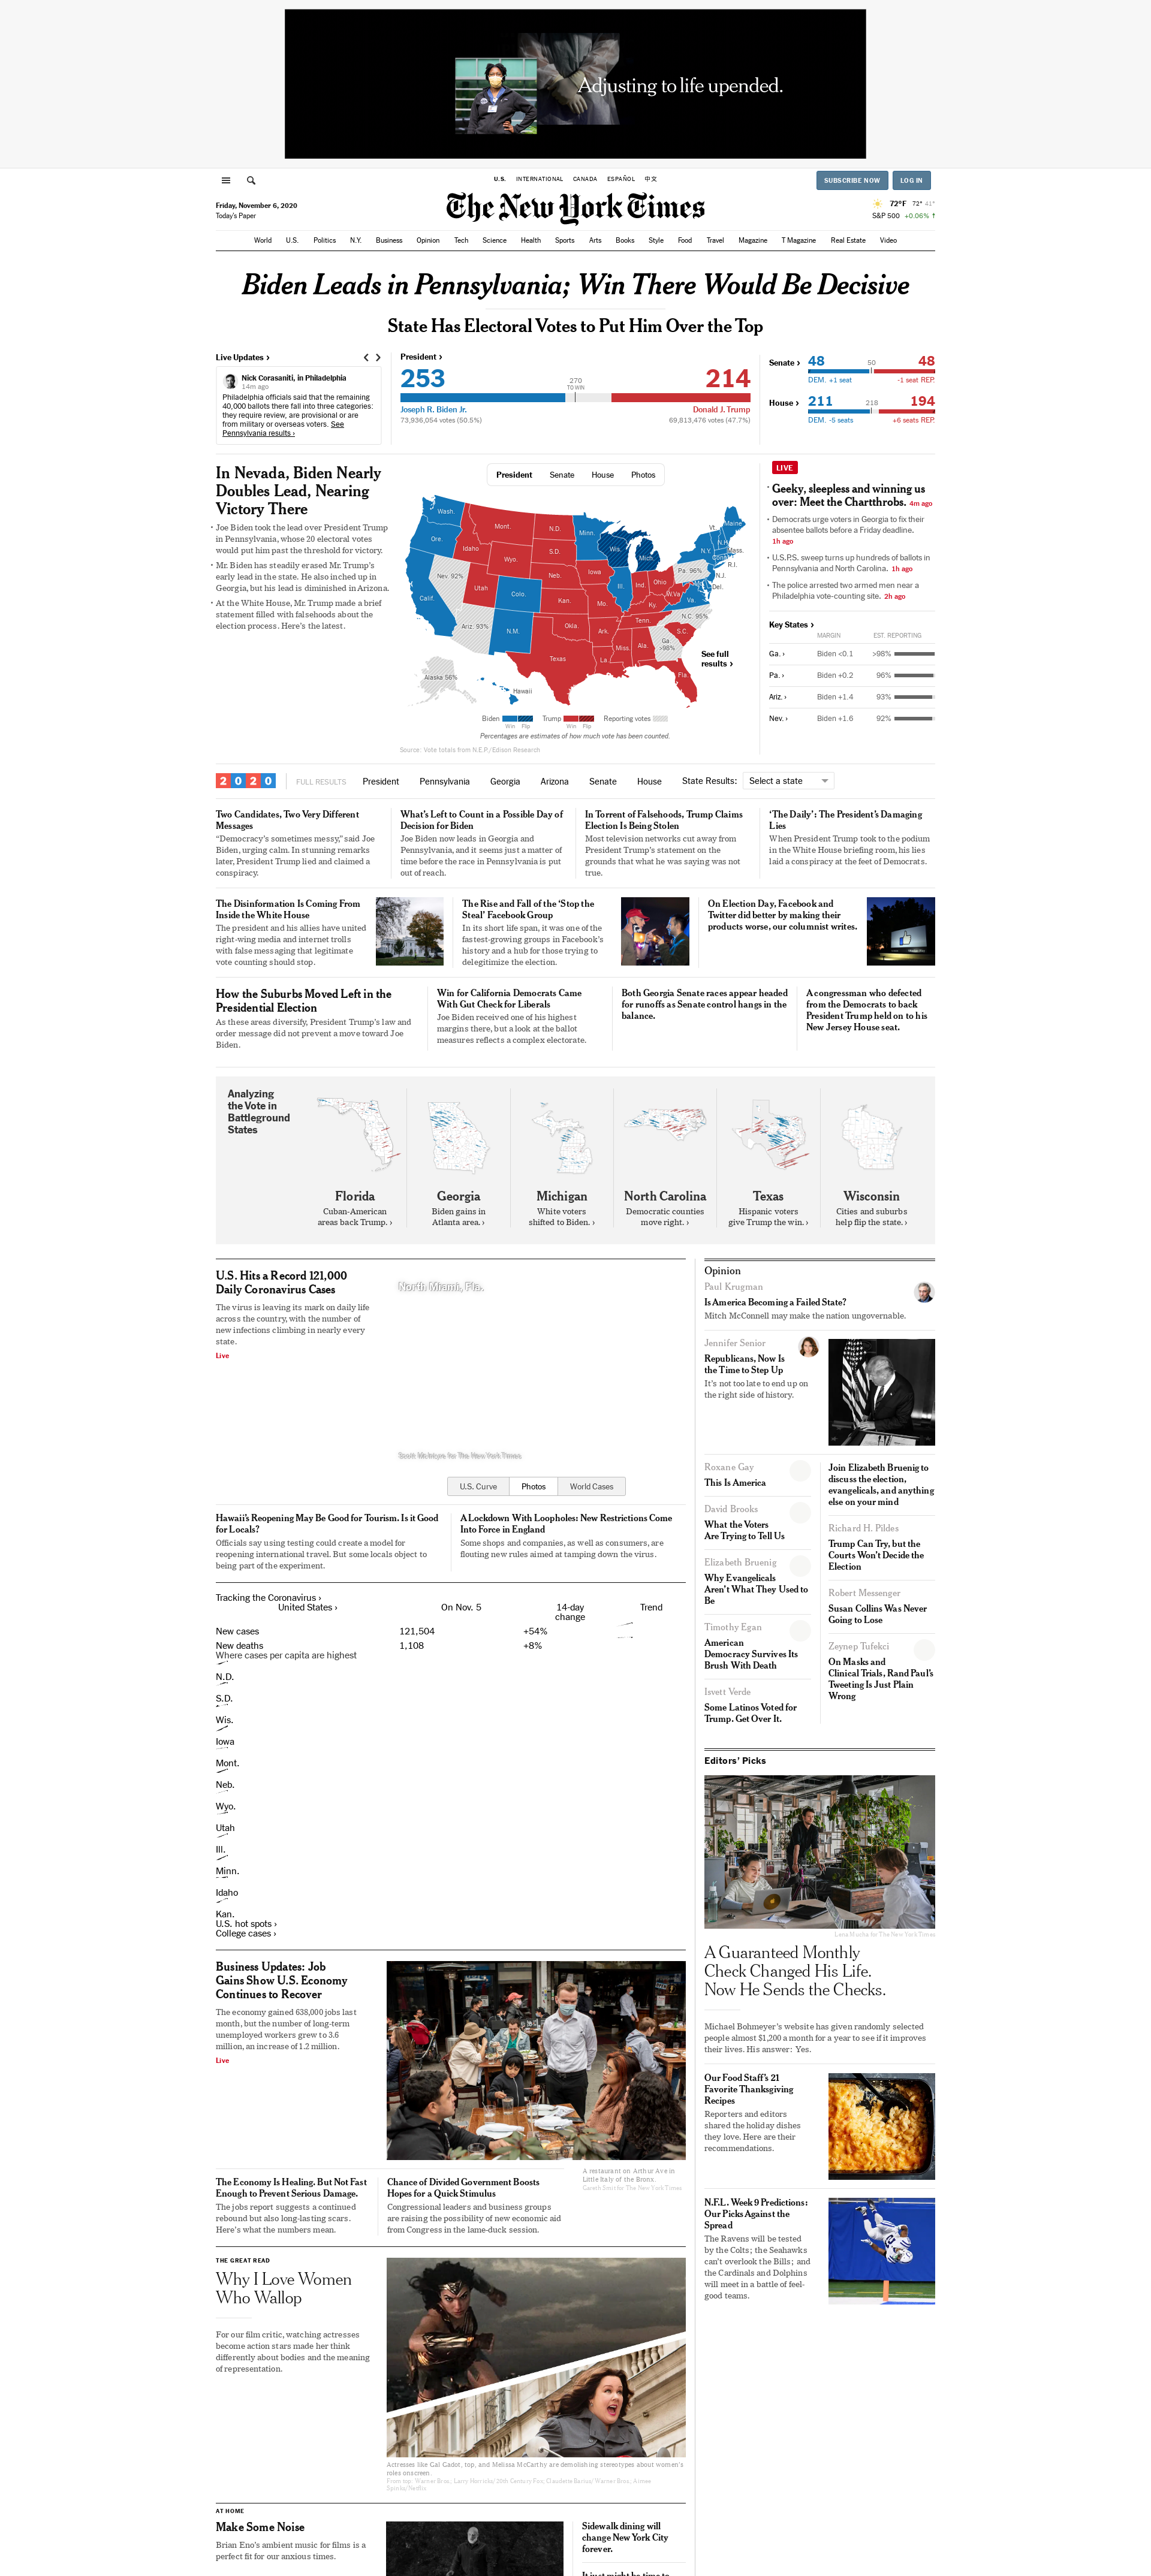 Adjusting to life upended.
U.S. INTERNATIONAL CANADA ESPAÑOL 中文
SUBSCRIBE NOW LOG IN
The New York Times
Friday, November 6, 2020
Today's Paper
72°F 72° 41°
S&P 500 +0.06% ↑
World U.S. Politics N.Y. Business Opinion Tech Science Health Sports Arts Books Style Food Travel Magazine T Magazine Real Estate Video
Biden Leads in Pennsylvania; Win There Would Be Decisive
State Has Electoral Votes to Put Him Over the Top
Live Updates ›
Nick Corasaniti, in Philadelphia
14m ago
Philadelphia officials said that the remaining
40,000 ballots there fall into three categories:
they require review, are provisional or are
from military or overseas voters. See
Pennsylvania results ›
President ›
253 270 214
TO WIN
Joseph R. Biden Jr. Donald J. Trump
73,936,054 votes (50.5%) 69,813,476 votes (47.7%)
Senate › 48 50 48
DEM. +1 seat -1 seat REP.
House › 211 218 194
DEM. -5 seats +6 seats REP.
In Nevada, Biden Nearly
Doubles Lead, Nearing
Victory There
• Joe Biden took the lead over President Trump
in Pennsylvania, whose 20 electoral votes
would put him past the threshold for victory.
• Mr. Biden has steadily erased Mr. Trump's
early lead in the state. He also inched up in
Georgia, but his lead is diminished in Arizona.
• At the White House, Mr. Trump made a brief
statement filled with falsehoods about the
election process. Here's the latest.
President Senate House Photos
Wash.
Mont.
N.D.
Minn.
Vt.
Maine
Ore.
Idaho
S.D.
Wis.
Mich.
N.Y.
N.H.
Mass.
Conn.
R.I.
Wyo.
Nev. 92%
Neb.
Iowa
Pa. 96%
N.J.
Utah
Ill.
Ind.
Ohio
Del.
Calif.
Colo.
Kan.
Mo.
Ky.
W.Va.
Va.
Ariz. 93%
N.M.
Okla.
Ark.
Tenn.
N.C. 95%
S.C.
Texas
La.
Miss.
Ala.
Ga.
>98%
Fla.
Alaska 56%
Hawaii
See full
results ›
Biden Trump Reporting votes
Win Flip Win Flip
Percentages are estimates of how much vote has been counted.
Source: Vote totals from N.E.P./Edison Research
LIVE
• Geeky, sleepless and winning us
over: Meet the Chartthrobs. 4m ago
• Democrats urge voters in Georgia to fix their
absentee ballots before a Friday deadline.
1h ago
• U.S.P.S. sweep turns up hundreds of ballots in
Pennsylvania and North Carolina. 1h ago
• The police arrested two armed men near a
Philadelphia vote-counting site. 2h ago
Key States ›
MARGIN EST. REPORTING
Ga. › Biden <0.1 >98%
Pa. › Biden +0.2 96%
Ariz. › Biden +1.4 93%
Nev. › Biden +1.6 92%
2020 FULL RESULTS President Pennsylvania Georgia Arizona Senate House State Results: Select a state
Two Candidates, Two Very Different
Messages
"Democracy's sometimes messy," said Joe
Biden, urging calm. In stunning remarks
later, President Trump lied and claimed a
conspiracy.
What's Left to Count in a Possible Day of
Decision for Biden
Joe Biden now leads in Georgia and
Pennsylvania, and it seems just a matter of
time before the race in Pennsylvania is put
out of reach.
In Torrent of Falsehoods, Trump Claims
Election Is Being Stolen
Most television networks cut away from
President Trump's statement on the
grounds that what he was saying was not
true.
'The Daily': The President's Damaging
Lies
When President Trump took to the podium
in the White House briefing room, his lies
laid a conspiracy at the feet of Democrats.
The Disinformation Is Coming From
Inside the White House
The president and his allies have united
right-wing media and internet trolls
with false messaging that legitimate
vote counting should stop.
The Rise and Fall of the 'Stop the
Steal' Facebook Group
In its short life span, it was one of the
fastest-growing groups in Facebook's
history and a hub for those trying to
delegitimize the election.
On Election Day, Facebook and
Twitter did better by making their
products worse, our columnist writes.
How the Suburbs Moved Left in the
Presidential Election
As these areas diversify, President Trump's law and
order message did not prevent a move toward Joe
Biden.
Win for California Democrats Came
With Gut Check for Liberals
Joe Biden received one of his highest
margins there, but a look at the ballot
measures reflects a complex electorate.
Both Georgia Senate races appear headed
for runoffs as Senate control hangs in the
balance.
A congressman who defected
from the Democrats to back
President Trump held on to his
New Jersey House seat.
Analyzing
the Vote in
Battleground
States
Florida
Cuban-American
areas back Trump. ›
Georgia
Biden gains in
Atlanta area. ›
Michigan
White voters
shifted to Biden. ›
North Carolina
Democratic counties
move right. ›
Texas
Hispanic voters
give Trump the win. ›
Wisconsin
Cities and suburbs
help flip the state. ›
U.S. Hits a Record 121,000
Daily Coronavirus Cases
The virus is leaving its mark on daily life
across the country, with the number of
new infections climbing in nearly every
state.
Live
North Miami, Fla.
Scott McIntyre for The New York Times
U.S. Curve Photos World Cases
Hawaii's Reopening May Be Good for Tourism. Is it Good
for Locals?
Officials say using testing could create a model for
reopening international travel. But some locals object to
being part of the experiment.
A Lockdown With Loopholes: New Restrictions Come
Into Force in England
Some shops and companies, as well as consumers, are
flouting new rules aimed at tamping down the virus.
Tracking the Coronavirus ›
United States › On Nov. 5 14-day
change Trend
New cases 121,504 +54%
New deaths 1,108 +8%
Where cases per capita are highest
N.D.
S.D.
Wis.
Iowa
Mont.
Neb.
Wyo.
Utah
Ill.
Minn.
Idaho
Kan.
U.S. hot spots ›
College cases ›
Business Updates: Job
Gains Show U.S. Economy
Continues to Recover
The economy gained 638,000 jobs last
month, but the number of long-term
unemployed workers grew to 3.6
million, an increase of 1.2 million.
Live
A restaurant on Arthur Ave in
Little Italy of the Bronx.
Gareth Smit for The New York Times
The Economy Is Healing. But Not Fast
Enough to Prevent Serious Damage.
The jobs report suggests a continued
rebound but also long-lasting scars.
Here's what the numbers mean.
Chance of Divided Government Boosts
Hopes for a Quick Stimulus
Congressional leaders and business groups
are raising the possibility of new economic aid
from Congress in the lame-duck session.
THE GREAT READ
Why I Love Women
Who Wallop
For our film critic, watching actresses
become action stars made her think
differently about bodies and the meaning
of representation.
Actresses like Gal Gadot, top, and Melissa McCarthy are demolishing stereotypes about women's
roles onscreen.
From top: Warner Bros.; Larry Horricks/20th Century Fox; Claudette Barius/Warner Bros.; Aimee
Spinks/Netflix
AT HOME
Make Some Noise
Brian Eno's ambient music for films is a
perfect fit for our anxious times.
Sidewalk dining will
change New York City
forever.
It just might be time to
Opinion
Paul Krugman
Is America Becoming a Failed State?
Mitch McConnell may make the nation ungovernable.
Jennifer Senior
Republicans, Now Is
the Time to Step Up
It's not too late to end up on
the right side of history.
Roxane Gay
This Is America
David Brooks
What the Voters
Are Trying to Tell Us
Elizabeth Bruenig
Why Evangelicals
Aren't What They Used to
Be
Timothy Egan
American
Democracy Survives Its
Brush With Death
Isvett Verde
Some Latinos Voted for
Trump. Get Over It.
Join Elizabeth Bruenig to
discuss the election,
evangelicals, and anything
else on your mind
Richard H. Pildes
Trump Can Try, but the
Courts Won't Decide the
Election
Robert Messenger
Susan Collins Was Never
Going to Lose
Zeynep Tufekci
On Masks and
Clinical Trials, Rand Paul's
Tweeting Is Just Plain
Wrong
Editors' Picks
Lena Mucha for The New York Times
A Guaranteed Monthly
Check Changed His Life.
Now He Sends the Checks.
Michael Bohmeyer's website has given randomly selected
people almost $1,200 a month for a year to see if it improves
their lives. His answer: Yes.
Our Food Staff's 21
Favorite Thanksgiving
Recipes
Reporters and editors
shared the holiday dishes
they love. Here are their
recommendations.
N.F.L. Week 9 Predictions:
Our Picks Against the
Spread
The Ravens will be tested
by the Colts; the Seahawks
can't overlook the Bills; and
the Cardinals and Dolphins
will meet in a battle of feel-
good teams.